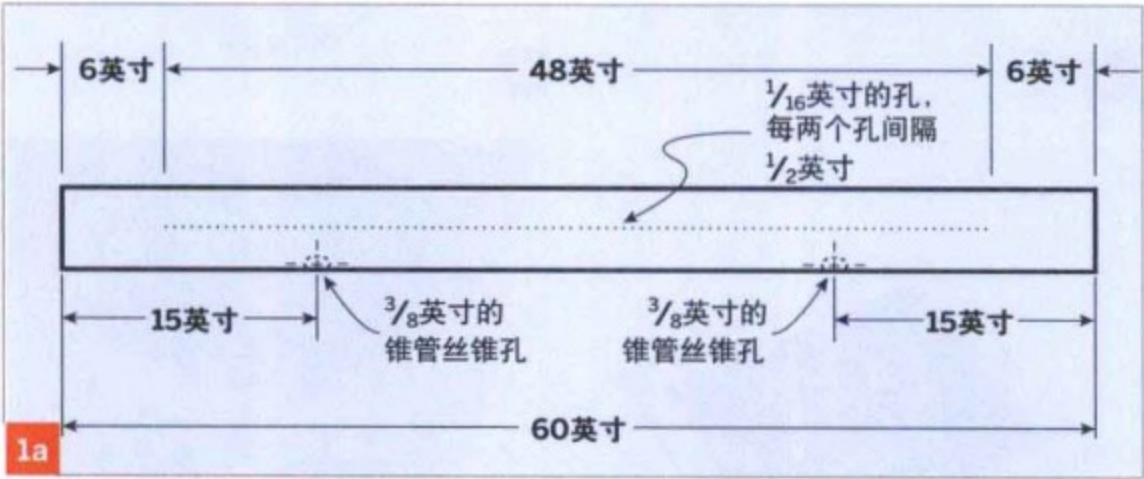 6英寸
48英寸
6英寸
1/16英寸的孔，
每两个孔间隔
1/2英寸
15英寸
3/8英寸的
锥管丝锥孔
3/8英寸的
锥管丝锥孔
15英寸
60英寸
1a